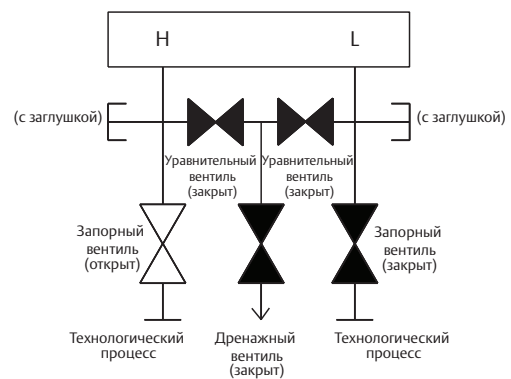 H L
(с заглушкой) (с заглушкой)
Уравнительный
вентиль
(закрыт)
Уравнительный
вентиль
(закрыт)
Запорный
вентиль
(открыт)
Запорный
вентиль
(закрыт)
Технологический
процесс
Дренажный
вентиль
(закрыт)
Технологический
процесс